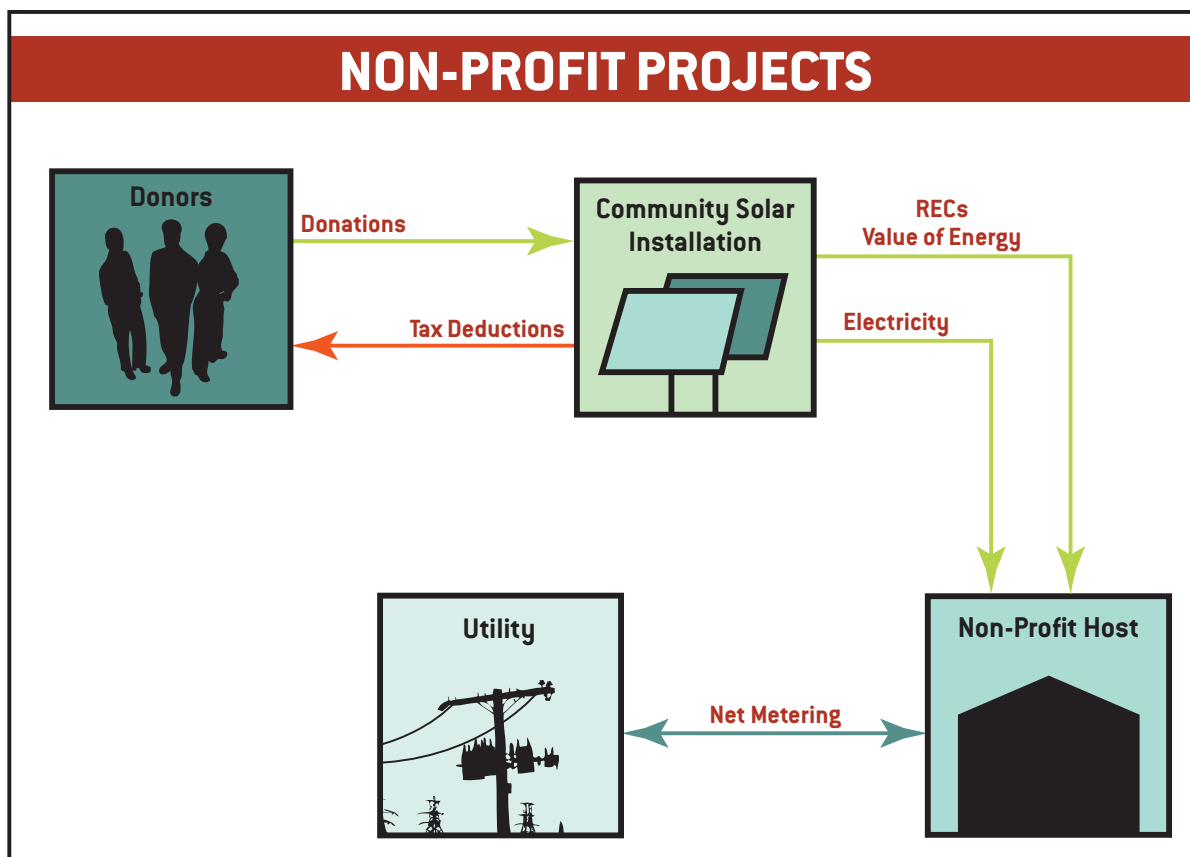 NON-PROFIT PROJECTS
Donors
Donations
Tax Deductions
Community Solar
Installation
RECs
Value of Energy
Electricity
Utility
Net Metering
Non-Profit Host